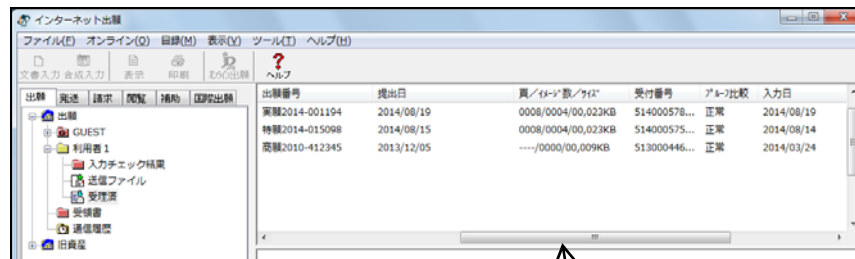 インターネット出願
ファイル(F) オンライン(O) 目録(M) 表示(V) ツール(T) ヘルプ(H)
文書入力 合成入力 表示 印刷 ヘルプ
出願 発送 請求 閲覧 補助 国際出願
出願
GUEST
利用者1
入力チェック結果
送信ファイル
受理済
受領書
通信履歴
旧資産
出願番号 提出日 頁/ｲﾒｰｼﾞ数/ｻｲｽﾞ 受付番号 ﾌﾟﾙｰﾌ比較 入力日
実願2014-001194 2014/08/19 0008/0004/00,023KB 514000578... 正常 2014/08/19
特願2014-015098 2014/08/15 0008/0004/00,023KB 514000575... 正常 2014/08/14
商願2010-412345 2013/12/05 ----/0000/00,009KB 513000446... 正常 2014/03/24